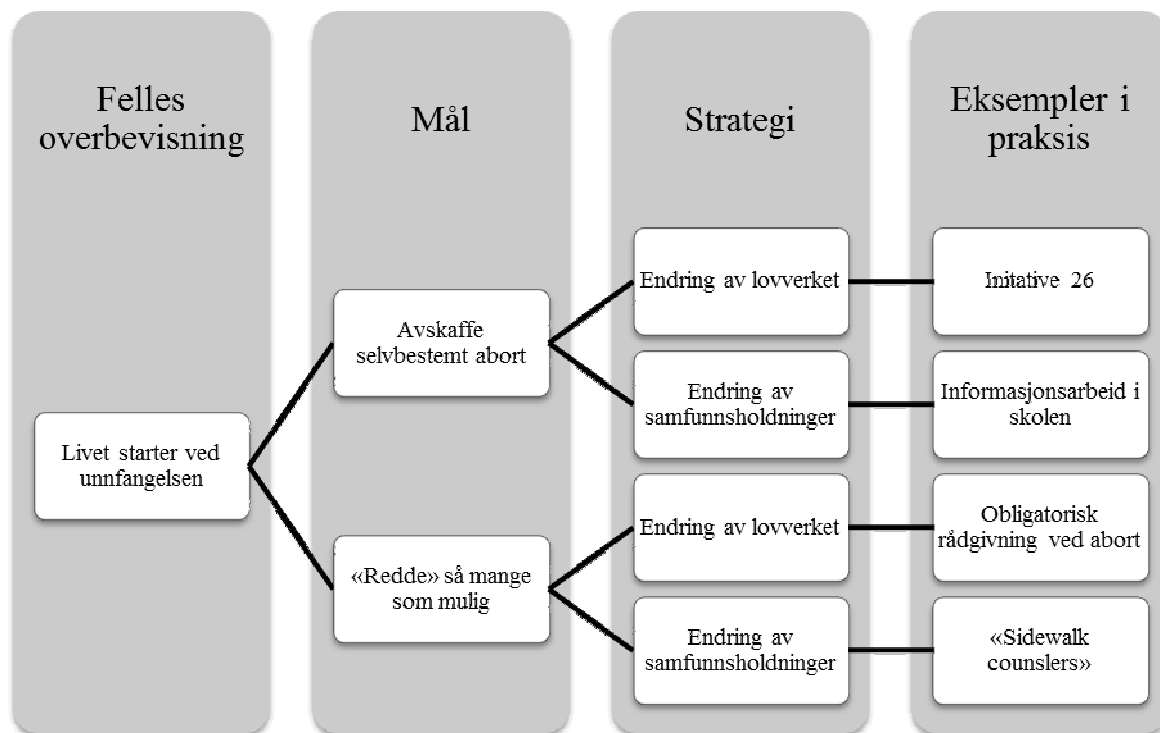 Felles
overbevisning
Mål
Strategi
Eksempler i
praksis
Livet starter ved
unnfangelsen
Avskaffe
selvbestemt abort
«Redde» så mange
som mulig
Endring av lovverket
Endring av
samfunnsholdninger
Endring av lovverket
Endring av
samfunnsholdninger
Initative 26
Informasjonsarbeid i
skolen
Obligatorisk
rådgivning ved abort
«Sidewalk
counslers»